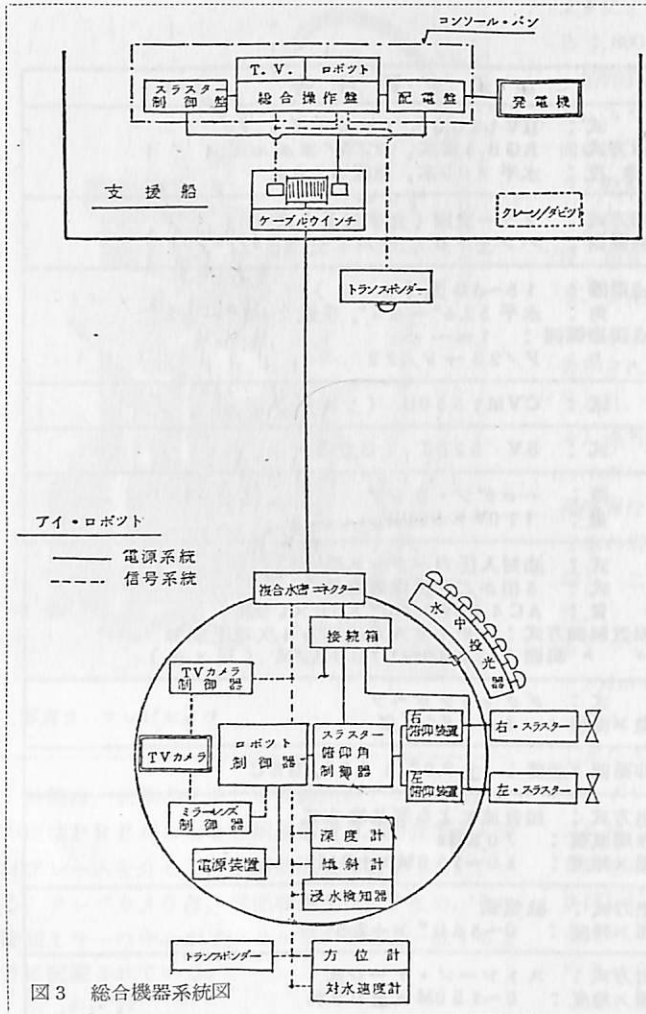 コンソール・バン
T.V.
ロボット
スラスタ
制御盤
総合操作盤
配電盤
発電機
支援船
ケーブルウインチ
クレーン/ダビツ
トランスポンダー
アイ・ロボツト
電源系統
信号系統
複合水密コネクター
水中投光器
接続箱
TVカメラ
制御器
TVカメラ
ロボツト
制御器
スラスター
俯仰角
制御器
右
俯仰装置
右・スラスター
左
俯仰装置
左・スラスター
ミラーレンズ
制御器
電源装置
深度計
傾斜計
浸水検知器
トランスポンダー
方位計
対水速度計
図3 総合機器系統図